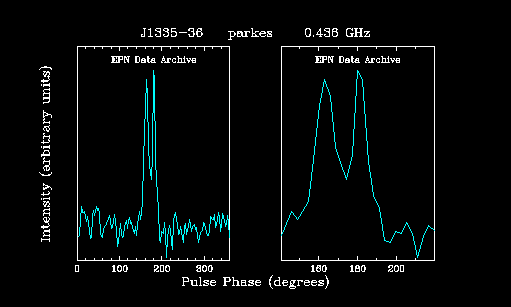 J1335-36 parkes 0.436 GHz
EPN Data Archive
EPN Data Archive
Intensity (arbitrary units)
0 100 200 300
160 180 200
Pulse Phase (degrees)